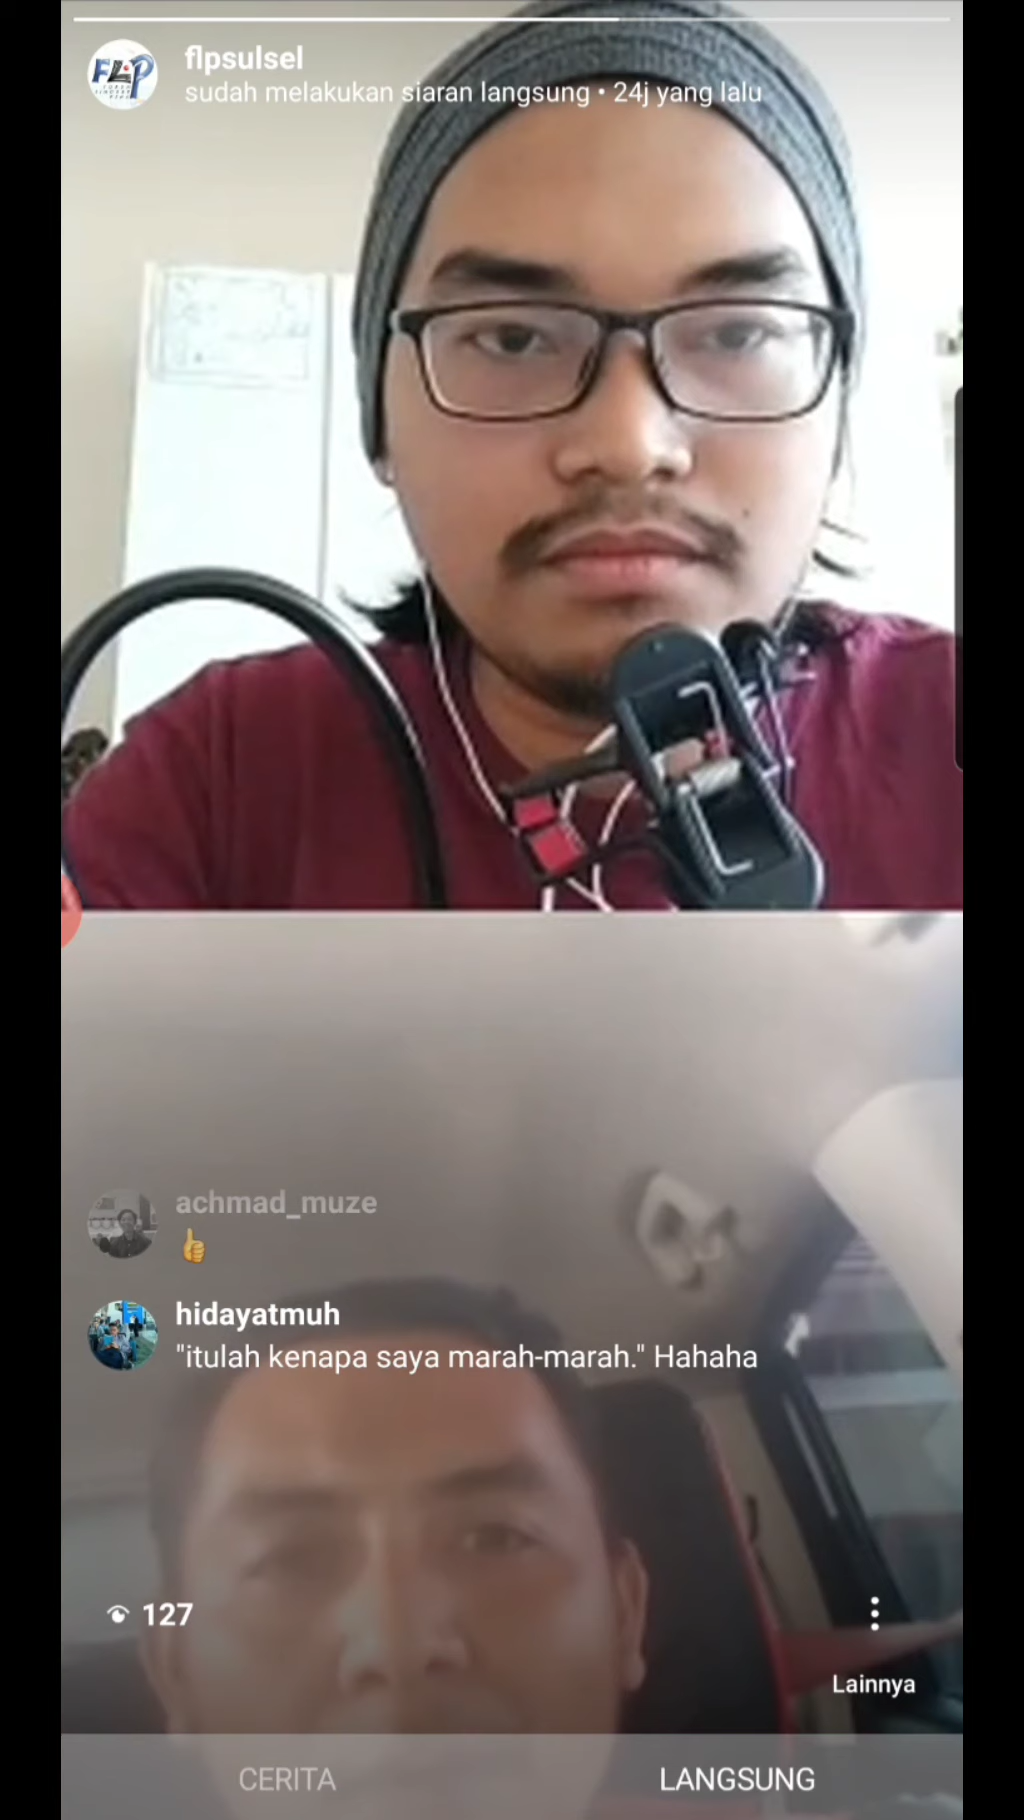 FLP
flpsulsel
sudah melakukan siaran langsung • 24j yang lalu
achmad_muze
👍
hidayatmuh
"itulah kenapa saya marah-marah." Hahaha
127
Lainnya
CERITA
LANGSUNG